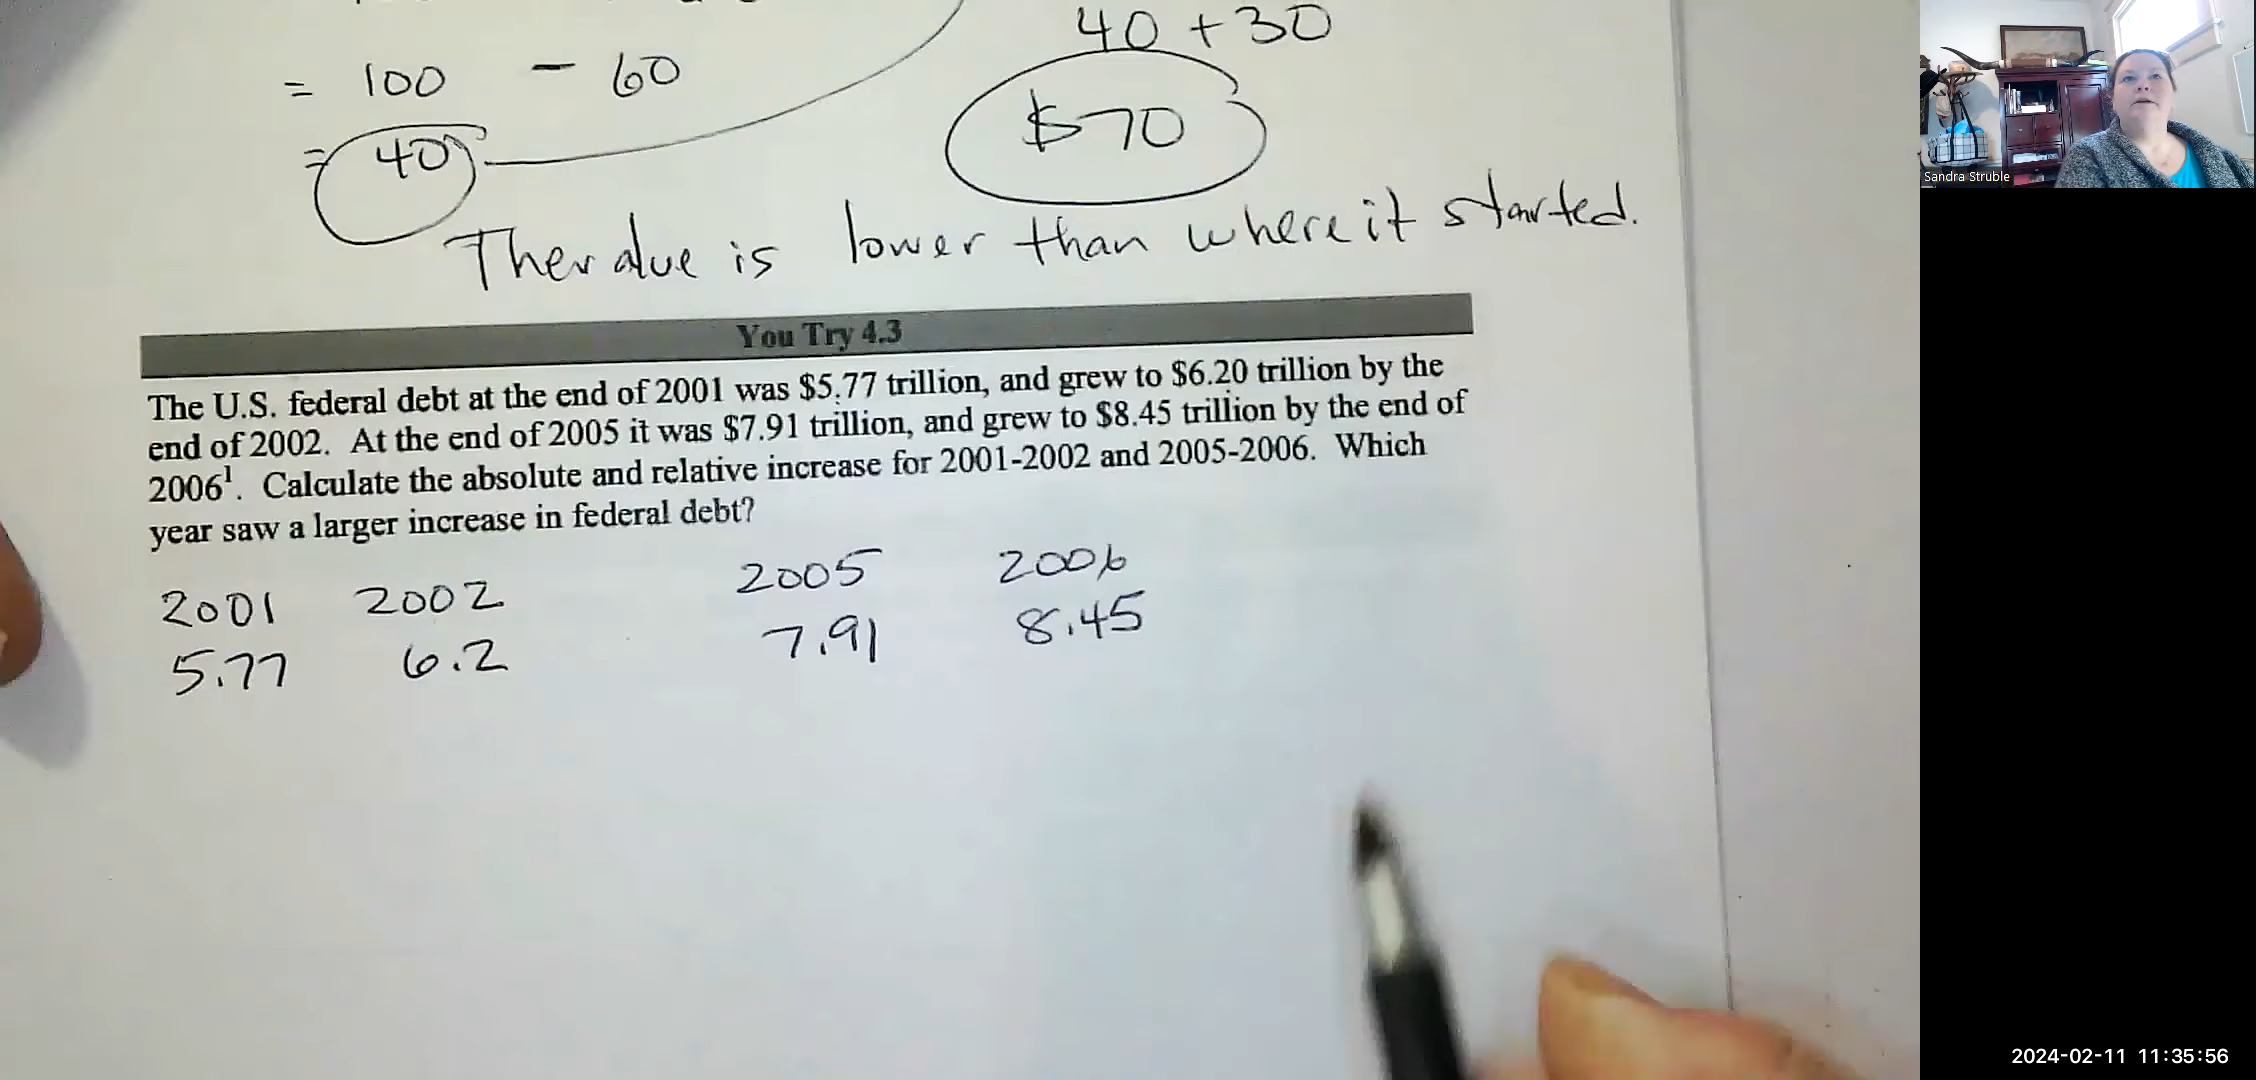 40 + 30
= 100 - 60
$70
= 40
The value is lower than where it started.
You Try 4.3
The U.S. federal debt at the end of 2001 was $5.77 trillion, and grew to $6.20 trillion by the
end of 2002. At the end of 2005 it was $7.91 trillion, and grew to $8.45 trillion by the end of
2006¹. Calculate the absolute and relative increase for 2001-2002 and 2005-2006. Which
year saw a larger increase in federal debt?
2001 2002 2005 2006
5.77 6.2 7.91 8.45
Sandra Struble
2024-02-11 11:35:56